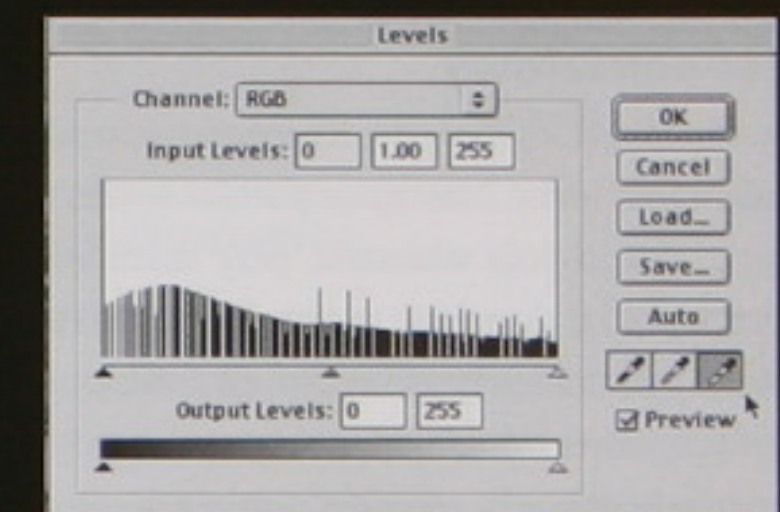 Levels
Channel: RGB
Input Levels: 0 1.00 255
Output Levels: 0 255
OK
Cancel
Load...
Save...
Auto
Preview